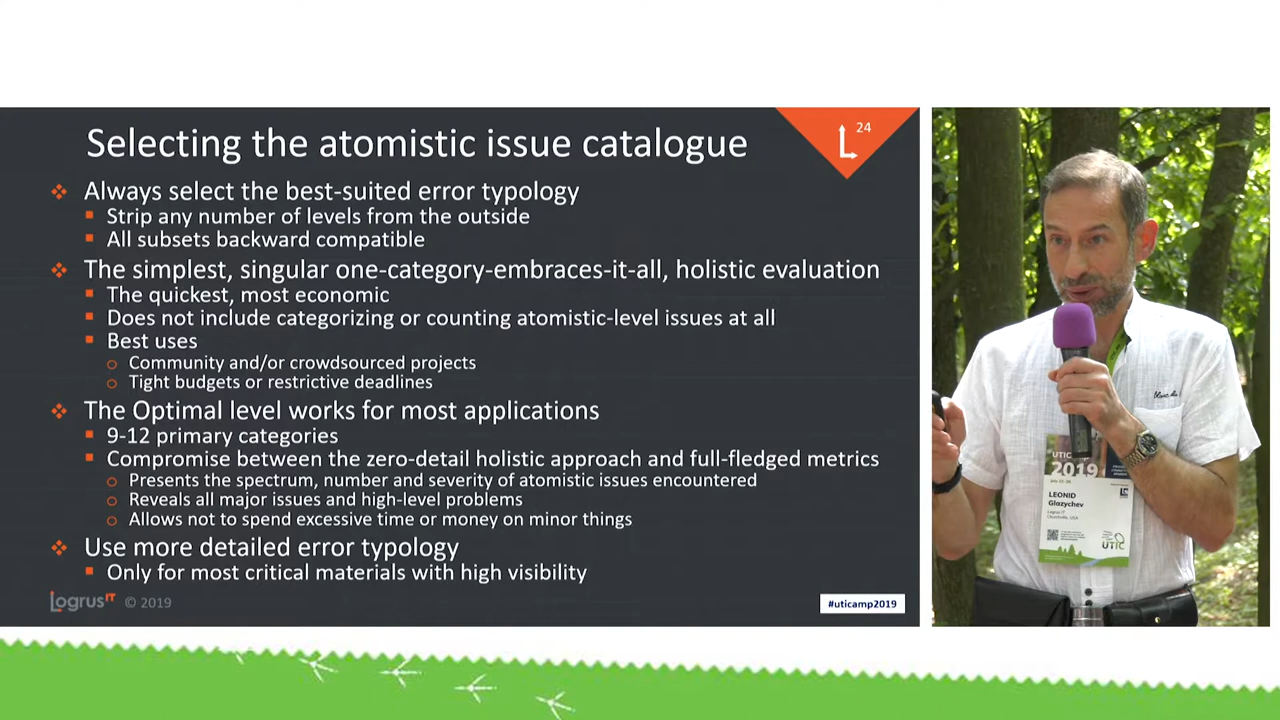 Selecting the atomistic issue catalogue
24
Always select the best-suited error typology
Strip any number of levels from the outside
All subsets backward compatible
The simplest, singular one-category-embraces-it-all, holistic evaluation
The quickest, most economic
Does not include categorizing or counting atomistic-level issues at all
Best uses
Community and/or crowdsourced projects
Tight budgets or restrictive deadlines
The Optimal level works for most applications
9-12 primary categories
Compromise between the zero-detail holistic approach and full-fledged metrics
Presents the spectrum, number and severity of atomistic issues encountered
Reveals all major issues and high-level problems
Allows not to spend excessive time or money on minor things
Use more detailed error typology
Only for most critical materials with high visibility
LogrusIT © 2019
#uticamp2019
UTIC
2019
LEONID
Glazychev
Logrus IT
UTIC